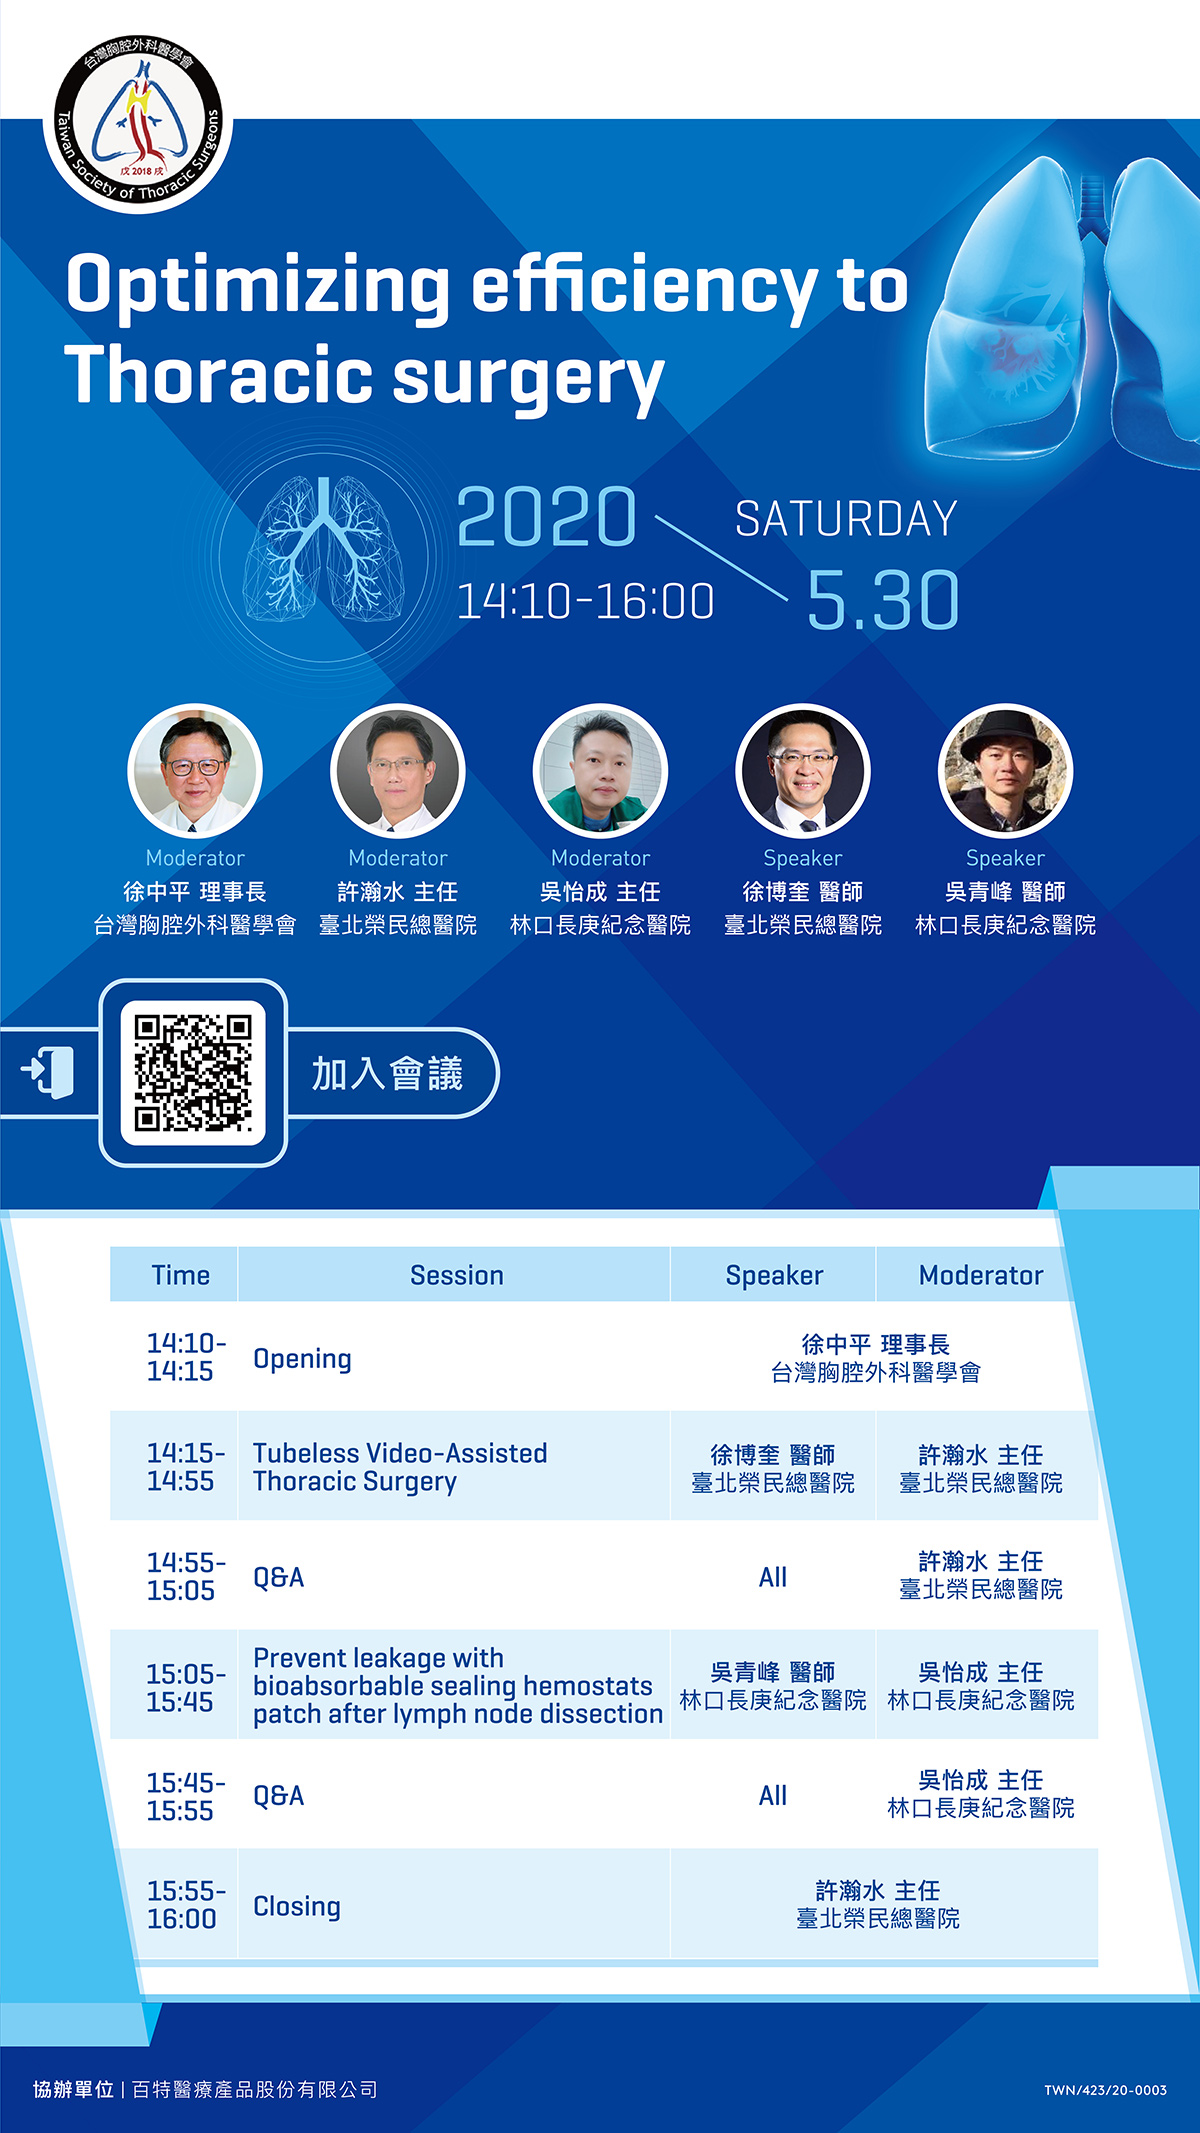 台灣胸腔外科醫學會
戊 2018 戌
Taiwan Society of Thoracic Surgeons
Optimizing efficiency to
Thoracic surgery
2020
SATURDAY
14:10-16:00
5.30
Moderator
徐中平 理事長
台灣胸腔外科醫學會
Moderator
許瀚水 主任
臺北榮民總醫院
Moderator
吳怡成 主任
林口長庚紀念醫院
Speaker
徐博奎 醫師
臺北榮民總醫院
Speaker
吳青峰 醫師
林口長庚紀念醫院
加入會議
Time Session Speaker Moderator
14:10-
14:15
Opening
徐中平 理事長
台灣胸腔外科醫學會
14:15-
14:55
Tubeless Video-Assisted
Thoracic Surgery
徐博奎 醫師
臺北榮民總醫院
許瀚水 主任
臺北榮民總醫院
14:55-
15:05
Q&A
All
許瀚水 主任
臺北榮民總醫院
15:05-
15:45
Prevent leakage with
bioabsorbable sealing hemostats
patch after lymph node dissection
吳青峰 醫師
林口長庚紀念醫院
吳怡成 主任
林口長庚紀念醫院
15:45-
15:55
Q&A
All
吳怡成 主任
林口長庚紀念醫院
15:55-
16:00
Closing
許瀚水 主任
臺北榮民總醫院
協辦單位 | 百特醫療產品股份有限公司
TWN/423/20-0003